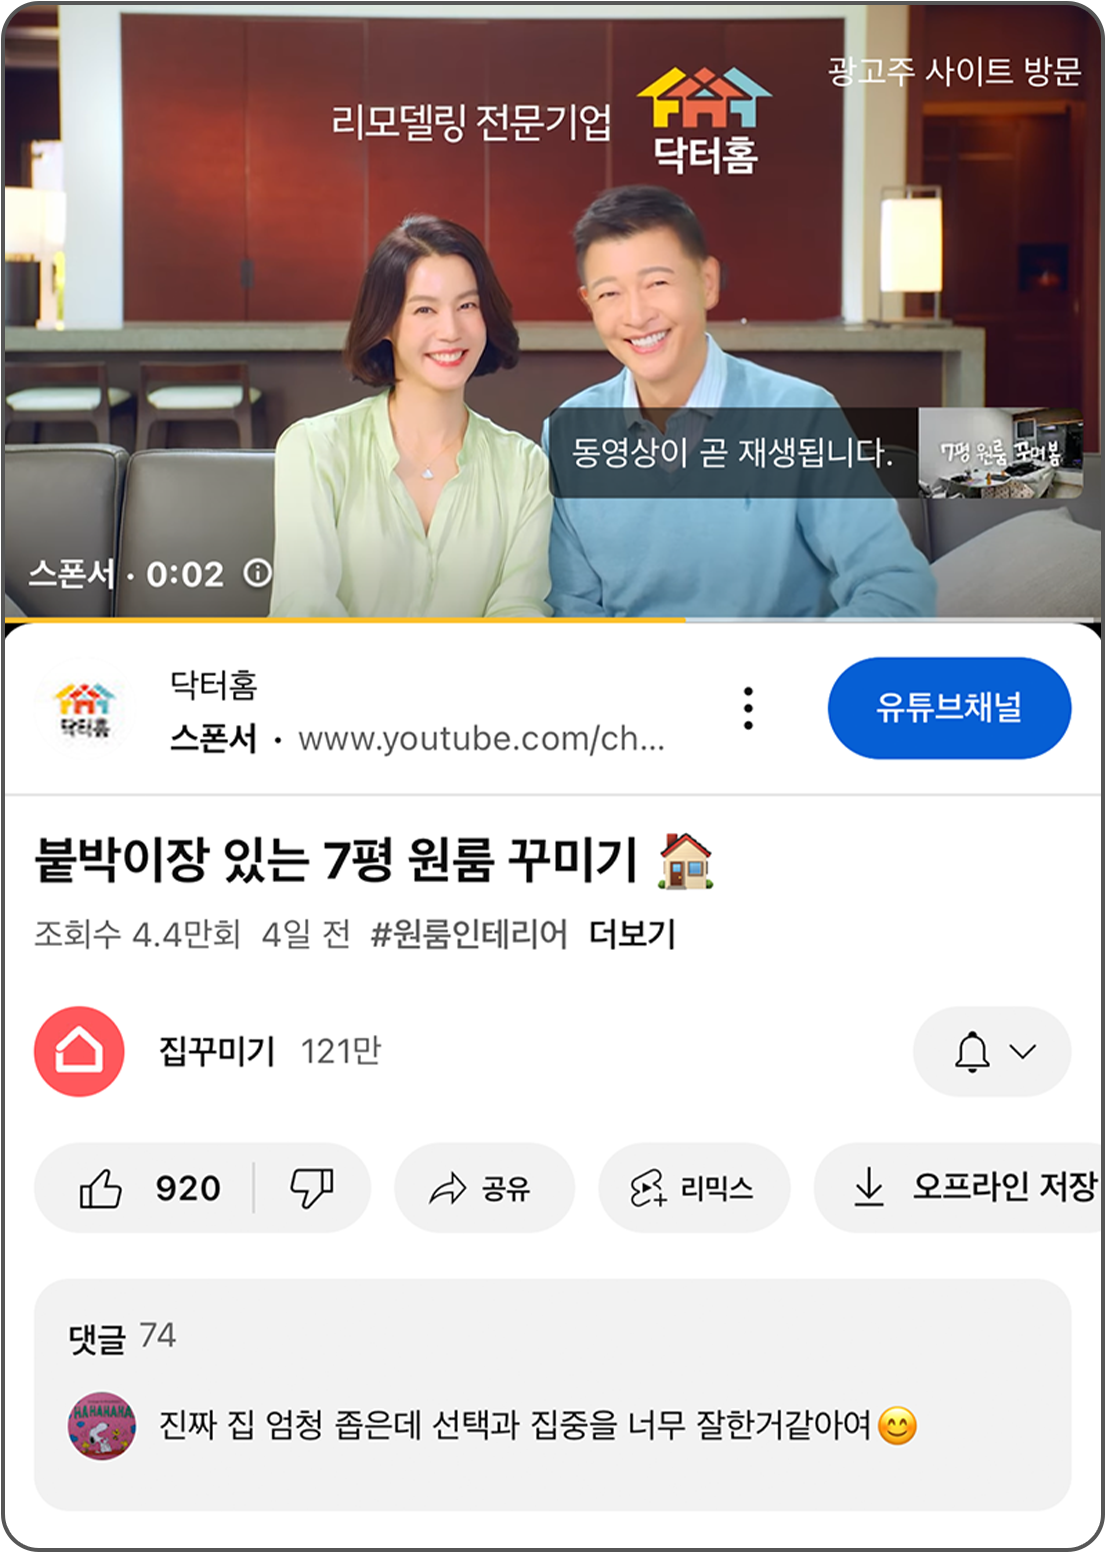 광고주 사이트 방문
리모델링 전문기업
닥터홈
동영상이 곧 재생됩니다.
7평 원룸 꾸며봄
스폰서 · 0:02
닥터홈
닥터홈
스폰서 · www.youtube.com/ch...
유튜브채널
붙박이장 있는 7평 원룸 꾸미기
조회수 4.4만회 4일 전 #원룸인테리어 더보기
집꾸미기 121만
920
공유
리믹스
오프라인 저장
댓글 74
HAHAHAHA
진짜 집 엄청 좁은데 선택과 집중을 너무 잘한거같아여😊